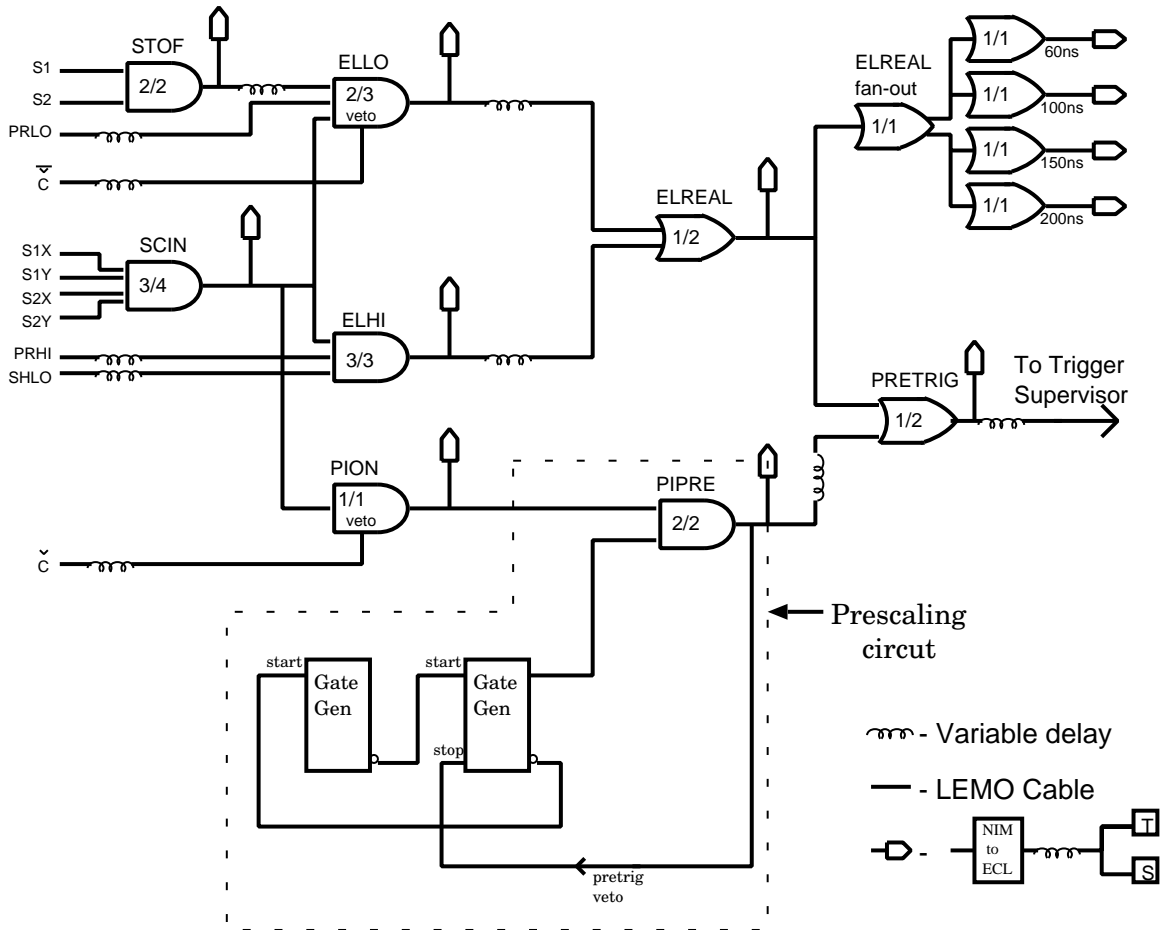 STOF
S1
S2
2/2
PRLO
C̄̌
ELLO
2/3
veto
ELREAL
fan-out
1/1
1/1
60ns
1/1
100ns
1/1
150ns
1/1
200ns
SCIN
S1X
S1Y
S2X
S2Y
3/4
ELREAL
1/2
ELHI
3/3
PRHI
SHLO
PRETRIG
1/2
To Trigger
Supervisor
PION
1/1
veto
Č
PIPRE
2/2
Prescaling
circut
start
Gate
Gen
start
Gate
Gen
stop
pretrig
veto
- Variable delay
- LEMO Cable
-
NIM
to
ECL
T
S